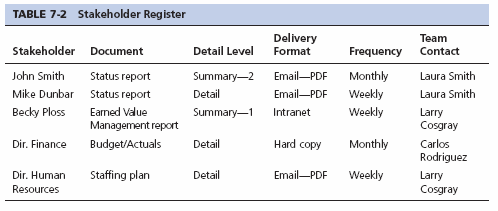 TABLE 7-2 Stakeholder Register
Stakeholder Document Detail Level Delivery Format Frequency Team Contact
John Smith Status report Summary—2 Email—PDF Monthly Laura Smith
Mike Dunbar Status report Detail Email—PDF Weekly Laura Smith
Becky Ploss Earned Value Management report Summary—1 Intranet Weekly Larry Cosgray
Dir. Finance Budget/Actuals Detail Hard copy Monthly Carlos Rodriguez
Dir. Human Resources Staffing plan Detail Email—PDF Weekly Larry Cosgray